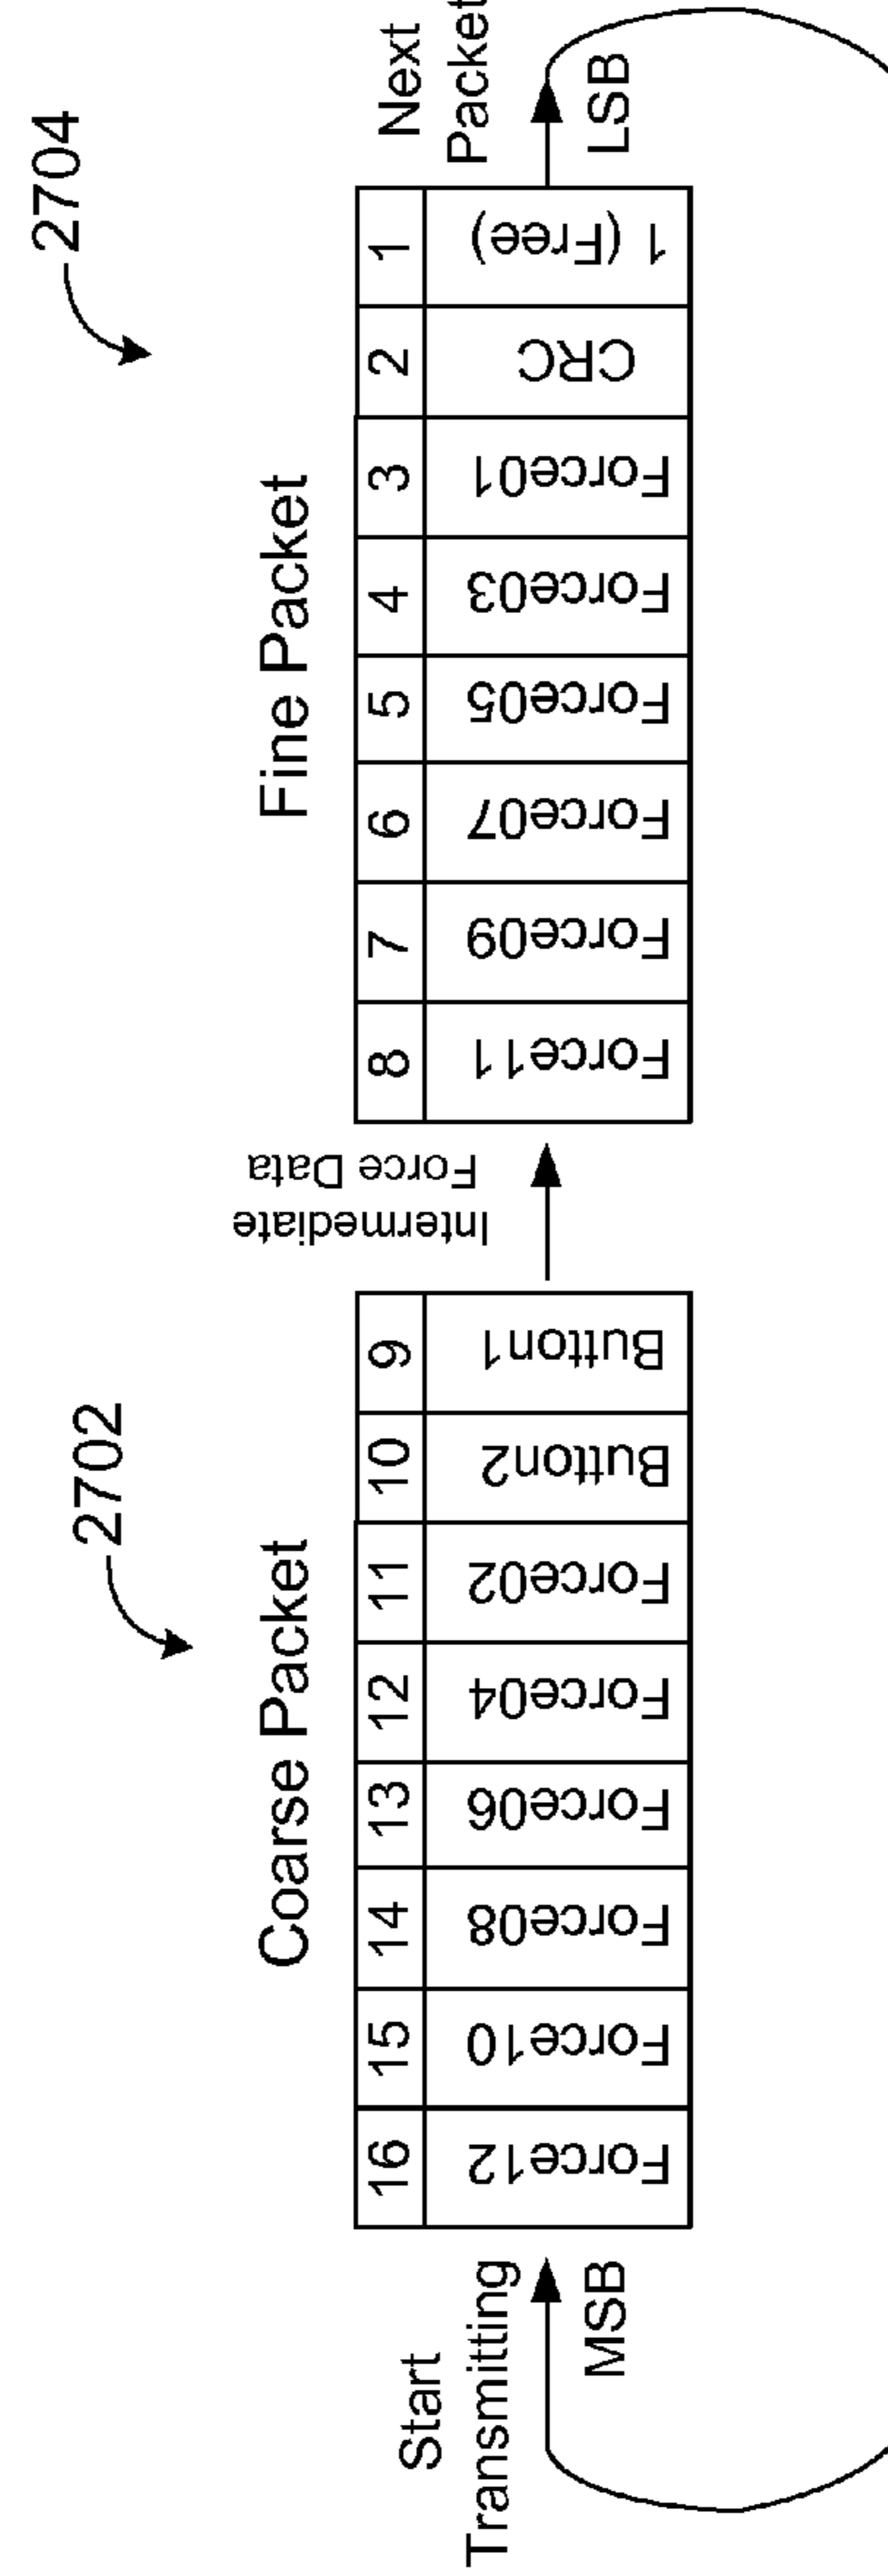 2702
2704
Coarse Packet
Fine Packet
Start
Transmitting
MSB
16
15
14
13
12
11
10
9
Force12
Force10
Force08
Force06
Force04
Force02
Button2
Button1
Intermediate
Force Data
8
7
6
5
4
3
2
1
Force11
Force09
Force07
Force05
Force03
Force01
CRC
1 (Free)
Next
Packet
LSB